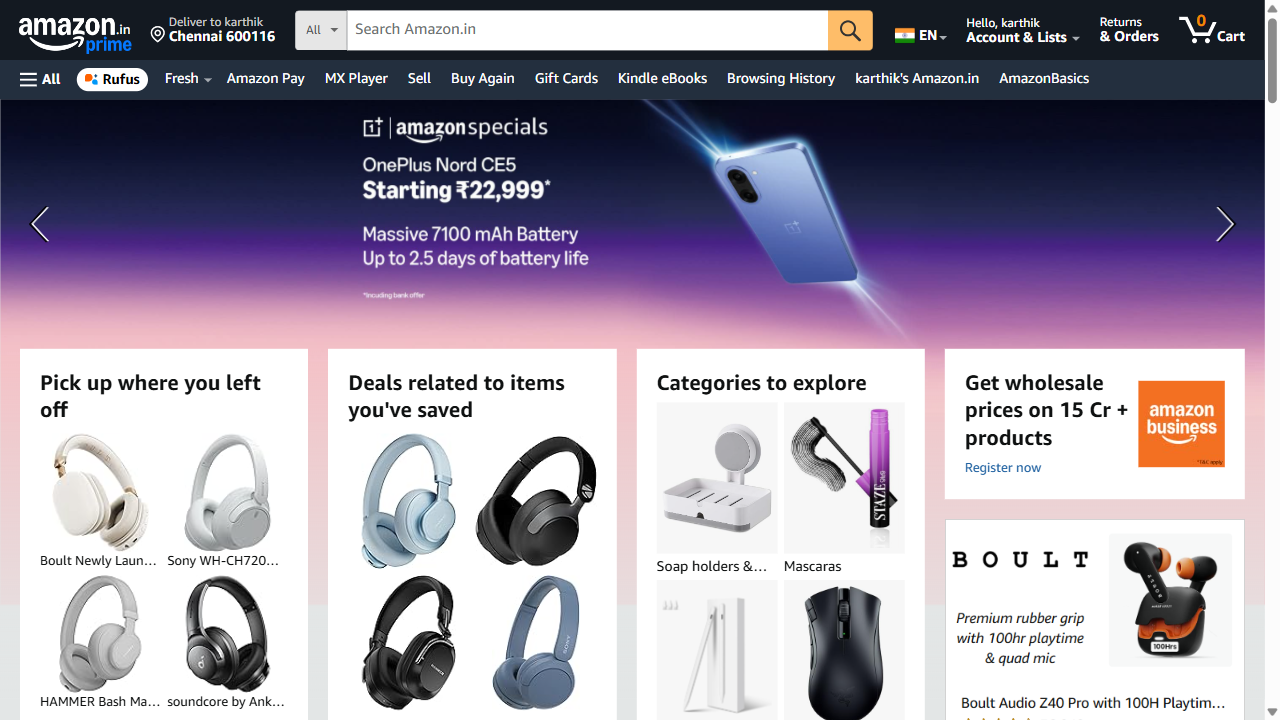 amazon.in
prime
Deliver to karthik
Chennai 600116
All
Search Amazon.in
EN
Hello, karthik
Account & Lists
Returns
& Orders
0
Cart
All
Rufus
Fresh
Amazon Pay
MX Player
Sell
Buy Again
Gift Cards
Kindle eBooks
Browsing History
karthik's Amazon.in
AmazonBasics
amazon specials
OnePlus Nord CE5
Starting ₹22,999*
Massive 7100 mAh Battery
Up to 2.5 days of battery life
*Incuding bank offer
Pick up where you left
off
Boult Newly Laun...
Sony WH-CH720...
HAMMER Bash Ma...
soundcore by Ank...
Deals related to items
you've saved
SONY
Categories to explore
STAZE
Soap holders &...
Mascaras
Get wholesale
prices on 15 Cr +
products
Register now
amazon
business
*T&C apply
BOULT
Premium rubber grip
with 100hr playtime
& quad mic
100Hrs
Boult Audio Z40 Pro with 100H Playtim...